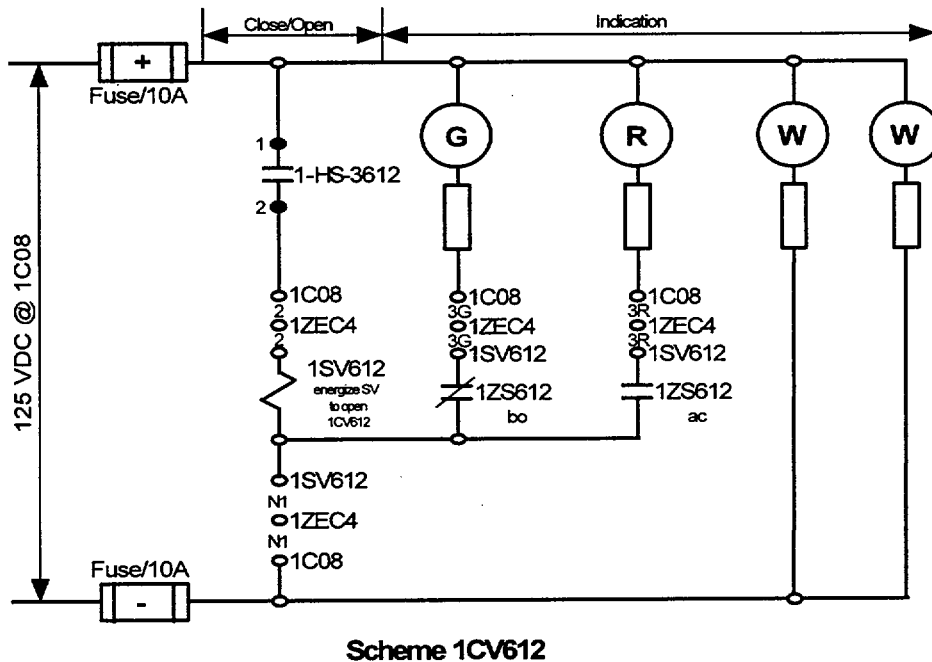 Close/Open
Indication
+
Fuse/10A
G
R
W
W
1
1-HS-3612
2
125 VDC @ 1C08
1C08
2
1ZEC4
2
1SV612
energize SV
to open
1CV612
1C08
3G
1ZEC4
3G
1SV612
1ZS612
bo
1C08
3R
1ZEC4
3R
1SV612
1ZS612
ac
1SV612
N1
1ZEC4
N1
1C08
Fuse/10A
-
Scheme 1CV612